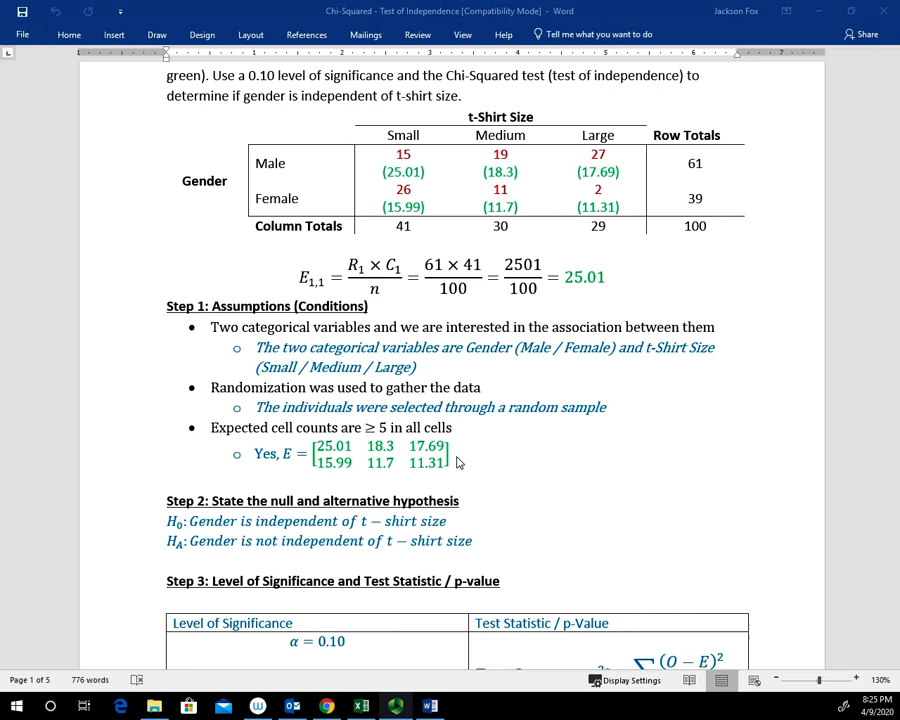 Chi-Squared - Test of Independence [Compatibility Mode] - Word
Jackson Fox
File Home Insert Draw Design Layout References Mailings Review View Help Tell me what you want to do Share
1 1 2 3 4 5 6 7
green). Use a 0.10 level of significance and the Chi-Squared test (test of independence) to
determine if gender is independent of t-shirt size.
t-Shirt Size
Small Medium Large Row Totals
15 19 27
Male 61
(25.01) (18.3) (17.69)
Gender
26 11 2
Female 39
(15.99) (11.7) (11.31)
Column Totals 41 30 29 100
E₁,₁ = R₁ × C₁ / n = 61 × 41 / 100 = 2501 / 100 = 25.01
Step 1: Assumptions (Conditions)
• Two categorical variables and we are interested in the association between them
o The two categorical variables are Gender (Male / Female) and t-Shirt Size
(Small / Medium / Large)
• Randomization was used to gather the data
o The individuals were selected through a random sample
• Expected cell counts are ≥ 5 in all cells
o Yes, E = [25.01 18.3 17.69
15.99 11.7 11.31]
Step 2: State the null and alternative hypothesis
H₀: Gender is independent of t − shirt size
H_A: Gender is not independent of t − shirt size
Step 3: Level of Significance and Test Statistic / p-value
Level of Significance Test Statistic / p-Value
α = 0.10
∑ (O − E)²
Page 1 of 5 776 words Display Settings 130%
8:25 PM
4/9/2020